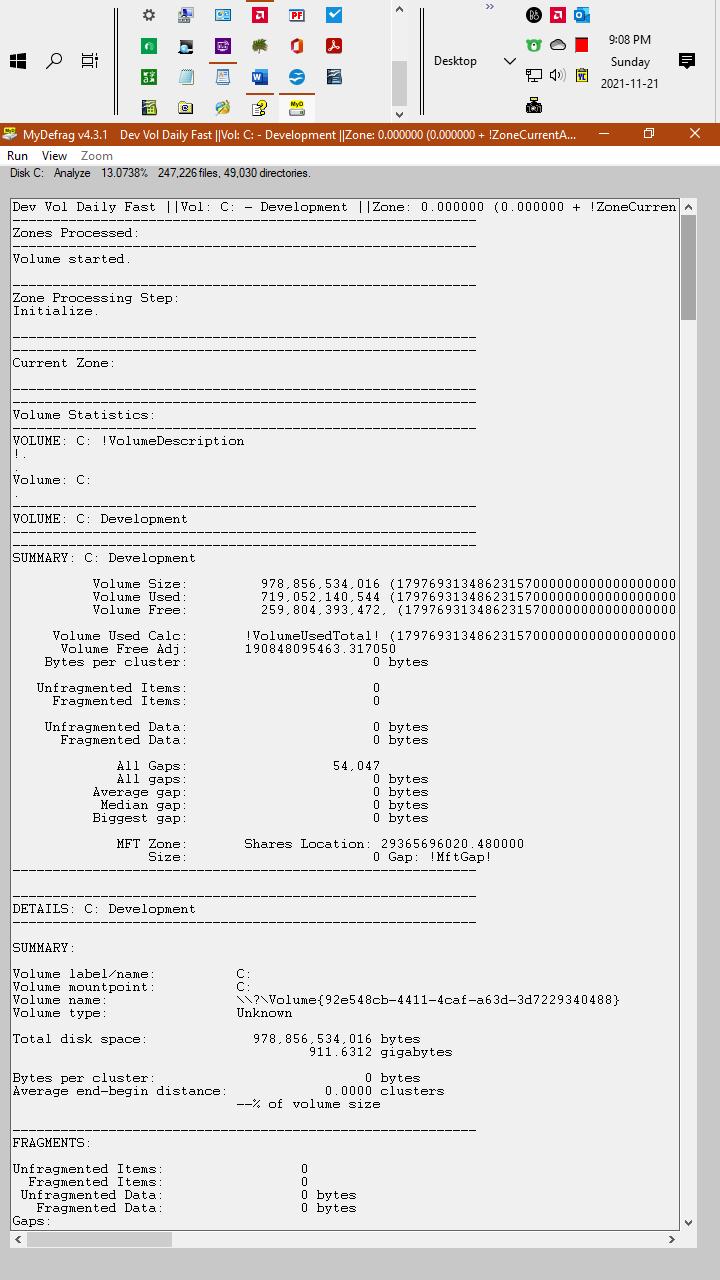 Desktop
9:08 PM
Sunday
2021-11-21
MyDefrag v4.3.1 Dev Vol Daily Fast ||Vol: C: - Development ||Zone: 0.000000 (0.000000 + !ZoneCurrentA...
Run View Zoom
Disk C: Analyze 13.0738% 247,226 files, 49,030 directories.
Dev Vol Daily Fast ||Vol: C: - Development ||Zone: 0.000000 (0.000000 + !ZoneCurren
----------------------------------------------------------
Zones Processed:
----------------------------------------------------------
Volume started.
----------------------------------------------------------
Zone Processing Step:
Initialize.
----------------------------------------------------------
----------------------------------------------------------
Current Zone:
----------------------------------------------------------
----------------------------------------------------------
Volume Statistics:
----------------------------------------------------------
VOLUME: C: !VolumeDescription
!.
.
Volume: C:
.
----------------------------------------------------------
VOLUME: C: Development
----------------------------------------------------------
----------------------------------------------------------
SUMMARY: C: Development
Volume Size: 978,856,534,016 (1797693134862315700000000000000000000
Volume Used: 719,052,140,544 (1797693134862315700000000000000000000
Volume Free: 259,804,393,472, (1797693134862315700000000000000000000
Volume Used Calc: !VolumeUsedTotal! (1797693134862315700000000000000000000
Volume Free Adj: 190848095463.317050
Bytes per cluster: 0 bytes
Unfragmented Items: 0
Fragmented Items: 0
Unfragmented Data: 0 bytes
Fragmented Data: 0 bytes
All Gaps: 54,047
All gaps: 0 bytes
Average gap: 0 bytes
Median gap: 0 bytes
Biggest gap: 0 bytes
MFT Zone: Shares Location: 29365696020.480000
Size: 0 Gap: !MftGap!
----------------------------------------------------------
----------------------------------------------------------
DETAILS: C: Development
----------------------------------------------------------
SUMMARY:
Volume label/name: C:
Volume mountpoint: C:
Volume name: \\?\Volume{92e548cb-4411-4caf-a63d-3d7229340488}
Volume type: Unknown
Total disk space: 978,856,534,016 bytes
911.6312 gigabytes
Bytes per cluster: 0 bytes
Average end-begin distance: 0.0000 clusters
--% of volume size
----------------------------------------------------------
FRAGMENTS:
Unfragmented Items: 0
Fragmented Items: 0
Unfragmented Data: 0 bytes
Fragmented Data: 0 bytes
Gaps: